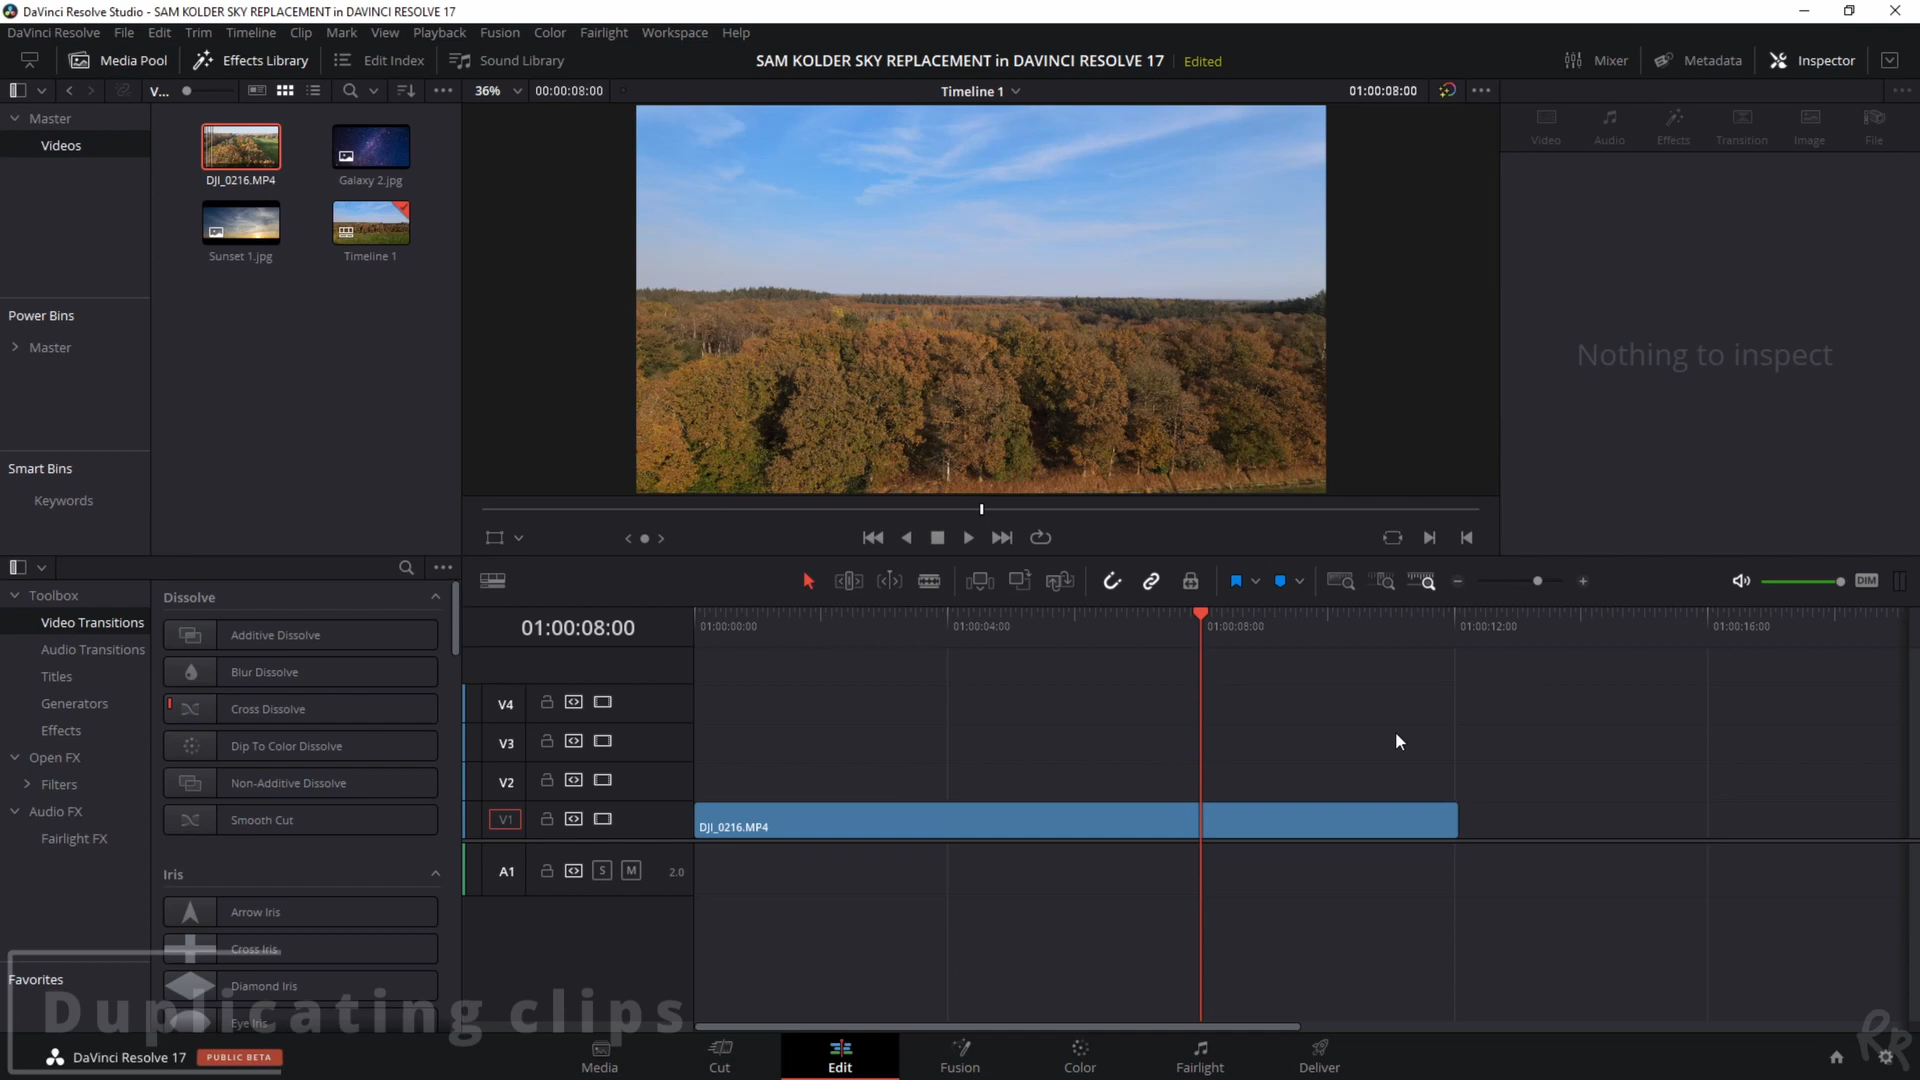 DaVinci Resolve Studio - SAM KOLDER SKY REPLACEMENT in DAVINCI RESOLVE 17
DaVinci Resolve File Edit Trim Timeline Clip Mark View Playback Fusion Color Fairlight Workspace Help
Media Pool Effects Library Edit Index Sound Library SAM KOLDER SKY REPLACEMENT in DAVINCI RESOLVE 17 Edited Mixer Metadata Inspector
V... 36% 00:00:08:00 Timeline 1 01:00:08:00
Master
Videos
DJI_0216.MP4 Galaxy 2.jpg
Sunset 1.jpg Timeline 1
Power Bins
Master
Smart Bins
Keywords
Video Audio Effects Transition Image File
Nothing to inspect
Toolbox
Video Transitions
Audio Transitions
Titles
Generators
Effects
Open FX
Filters
Audio FX
Fairlight FX
Favorites
Dissolve
Additive Dissolve
Blur Dissolve
Cross Dissolve
Dip To Color Dissolve
Non-Additive Dissolve
Smooth Cut
Iris
Arrow Iris
Cross Iris
Diamond Iris
Eye Iris
DIM
01:00:08:00 01:00:00:00 01:00:04:00 01:00:08:00 01:00:12:00 01:00:16:00
V4
V3
V2
V1 DJI_0216.MP4
A1 S M 2.0
Duplicating clips
DaVinci Resolve 17 PUBLIC BETA
Media Cut Edit Fusion Color Fairlight Deliver
RR